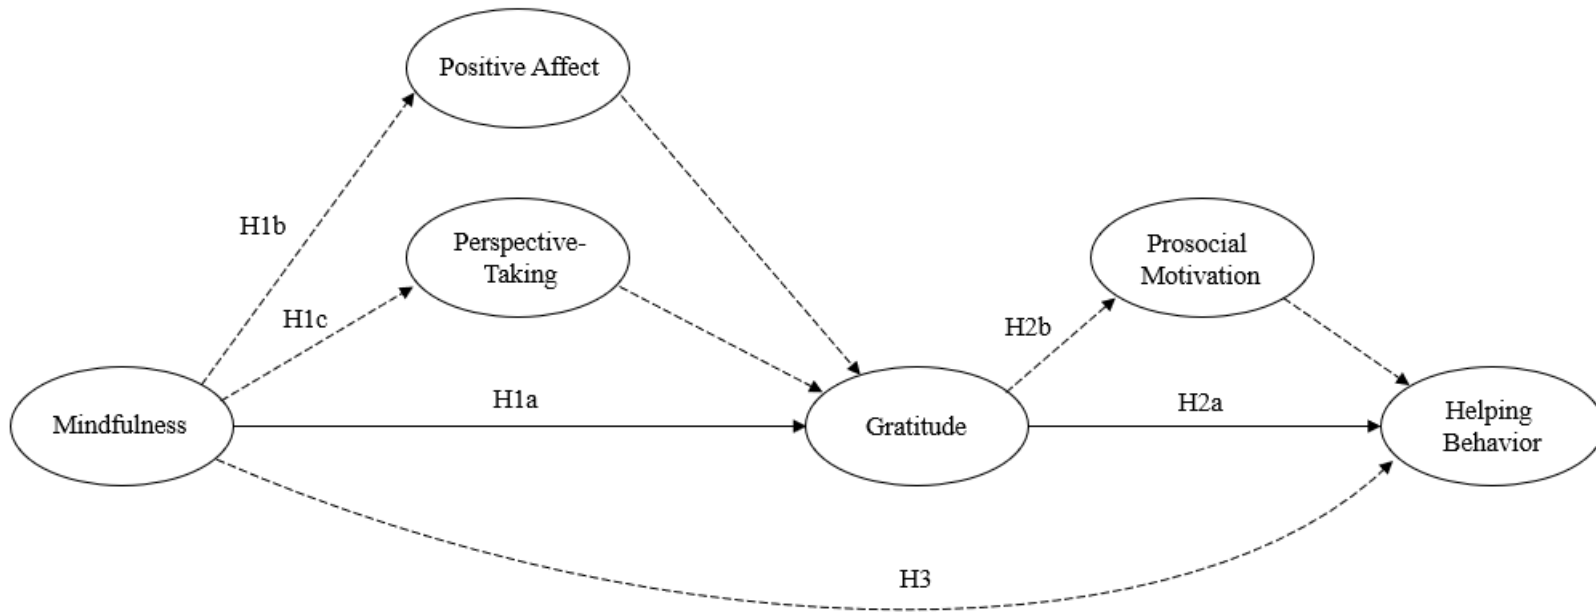 Positive Affect
H1b
Perspective-
Taking
H1c
Prosocial
Motivation
H2b
Mindfulness
H1a
Gratitude
H2a
Helping
Behavior
H3